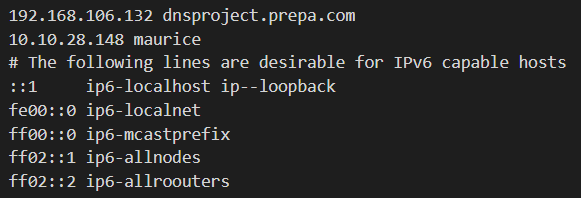 192.168.106.132 dnsproject.prepa.com
10.10.28.148 maurice
# The following lines are desirable for IPv6 capable hosts
::1     ip6-localhost ip--loopback
fe00::0 ip6-localnet
ff00::0 ip6-mcastprefix
ff02::1 ip6-allnodes
ff02::2 ip6-allroouters